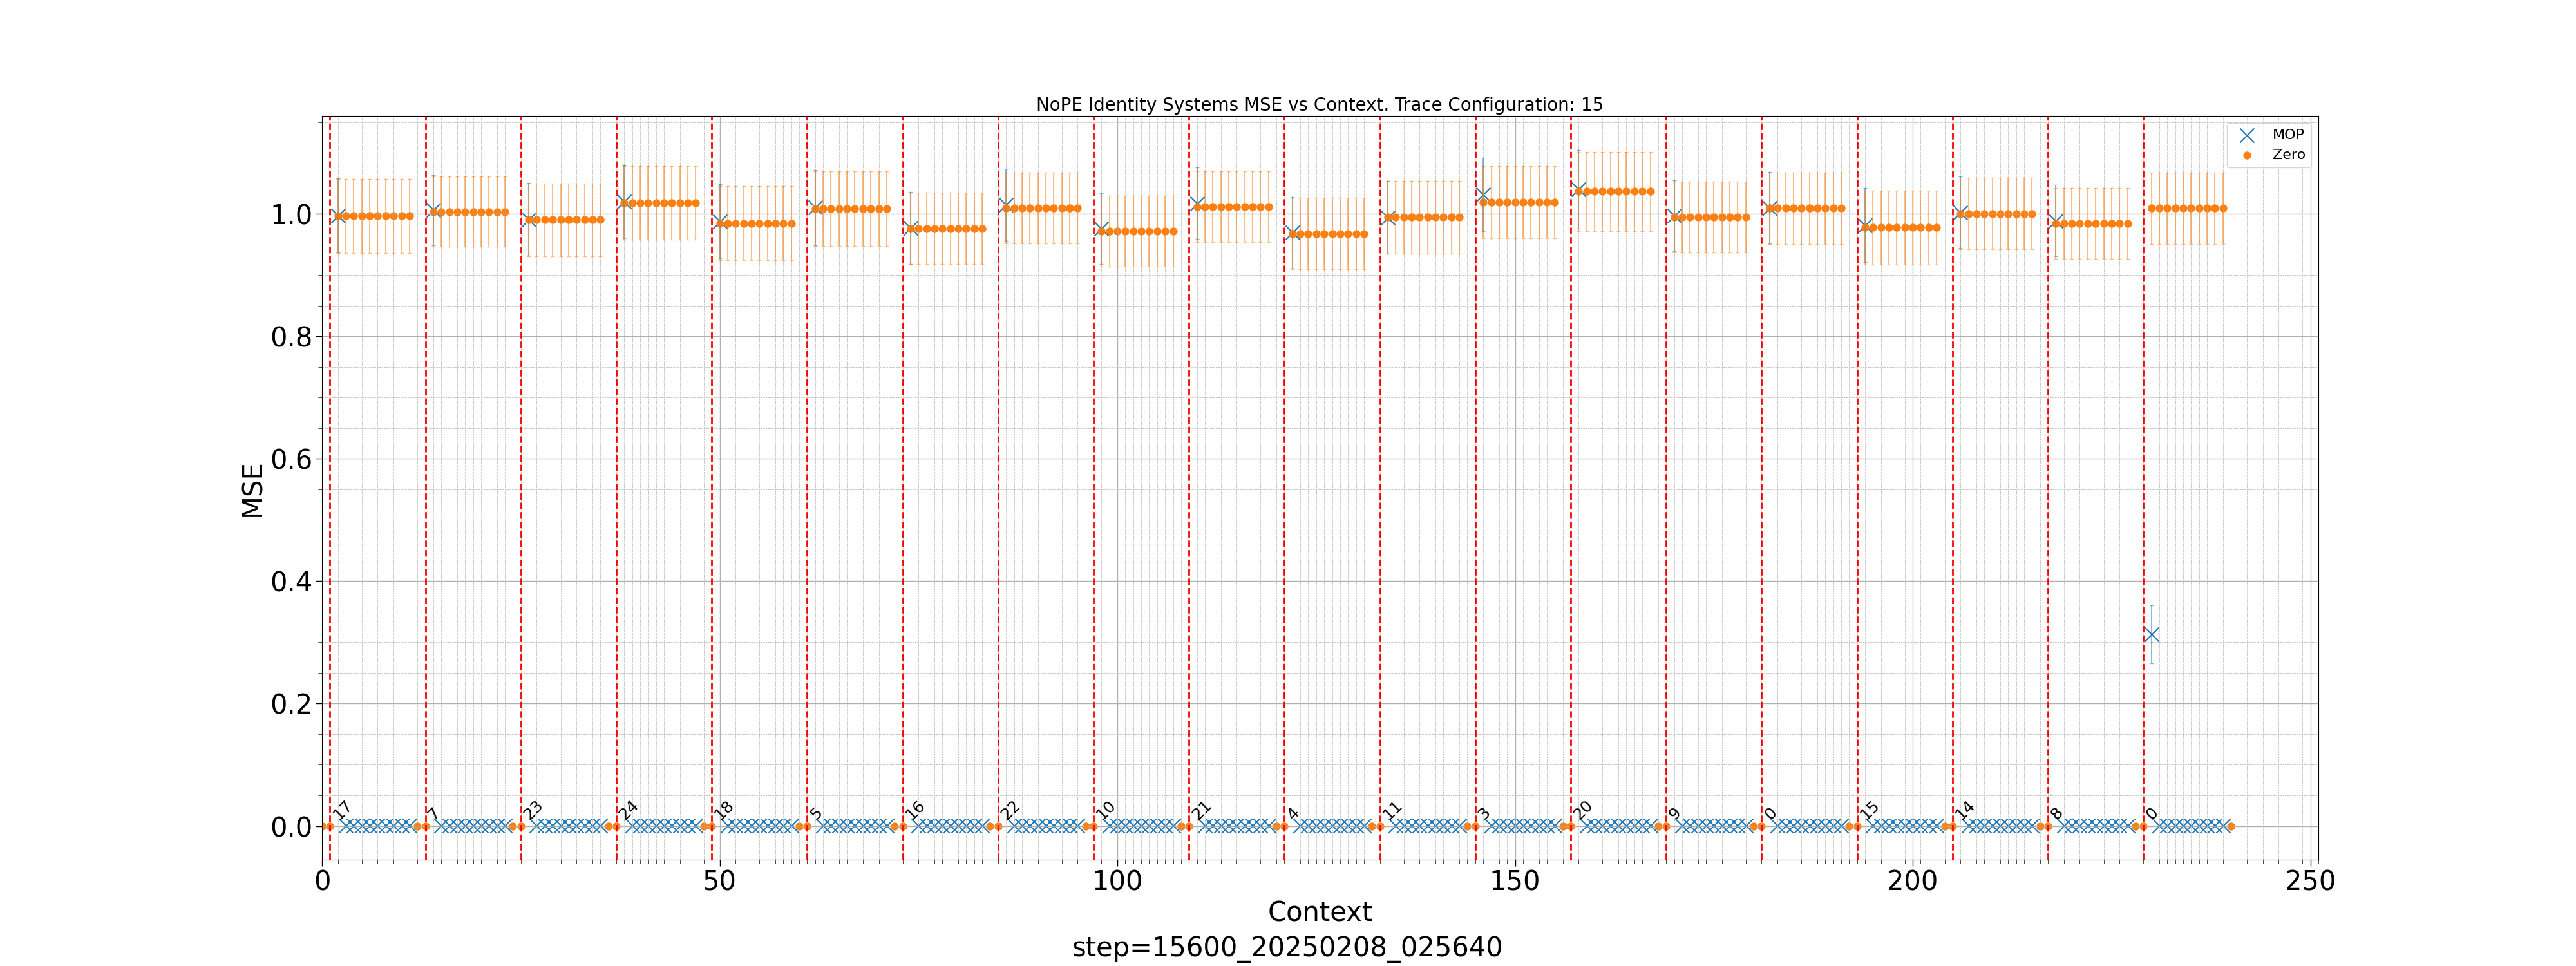 NoPE Identity Systems MSE vs Context. Trace Configuration: 15
MOP
Zero
MSE
1.0
0.8
0.6
0.4
0.2
0.0
17 7 23 24 18 5 16 22 10 21 4 11 3 20 9 0 15 14 8 0
0 50 100 150 200 250
Context
step=15600_20250208_025640